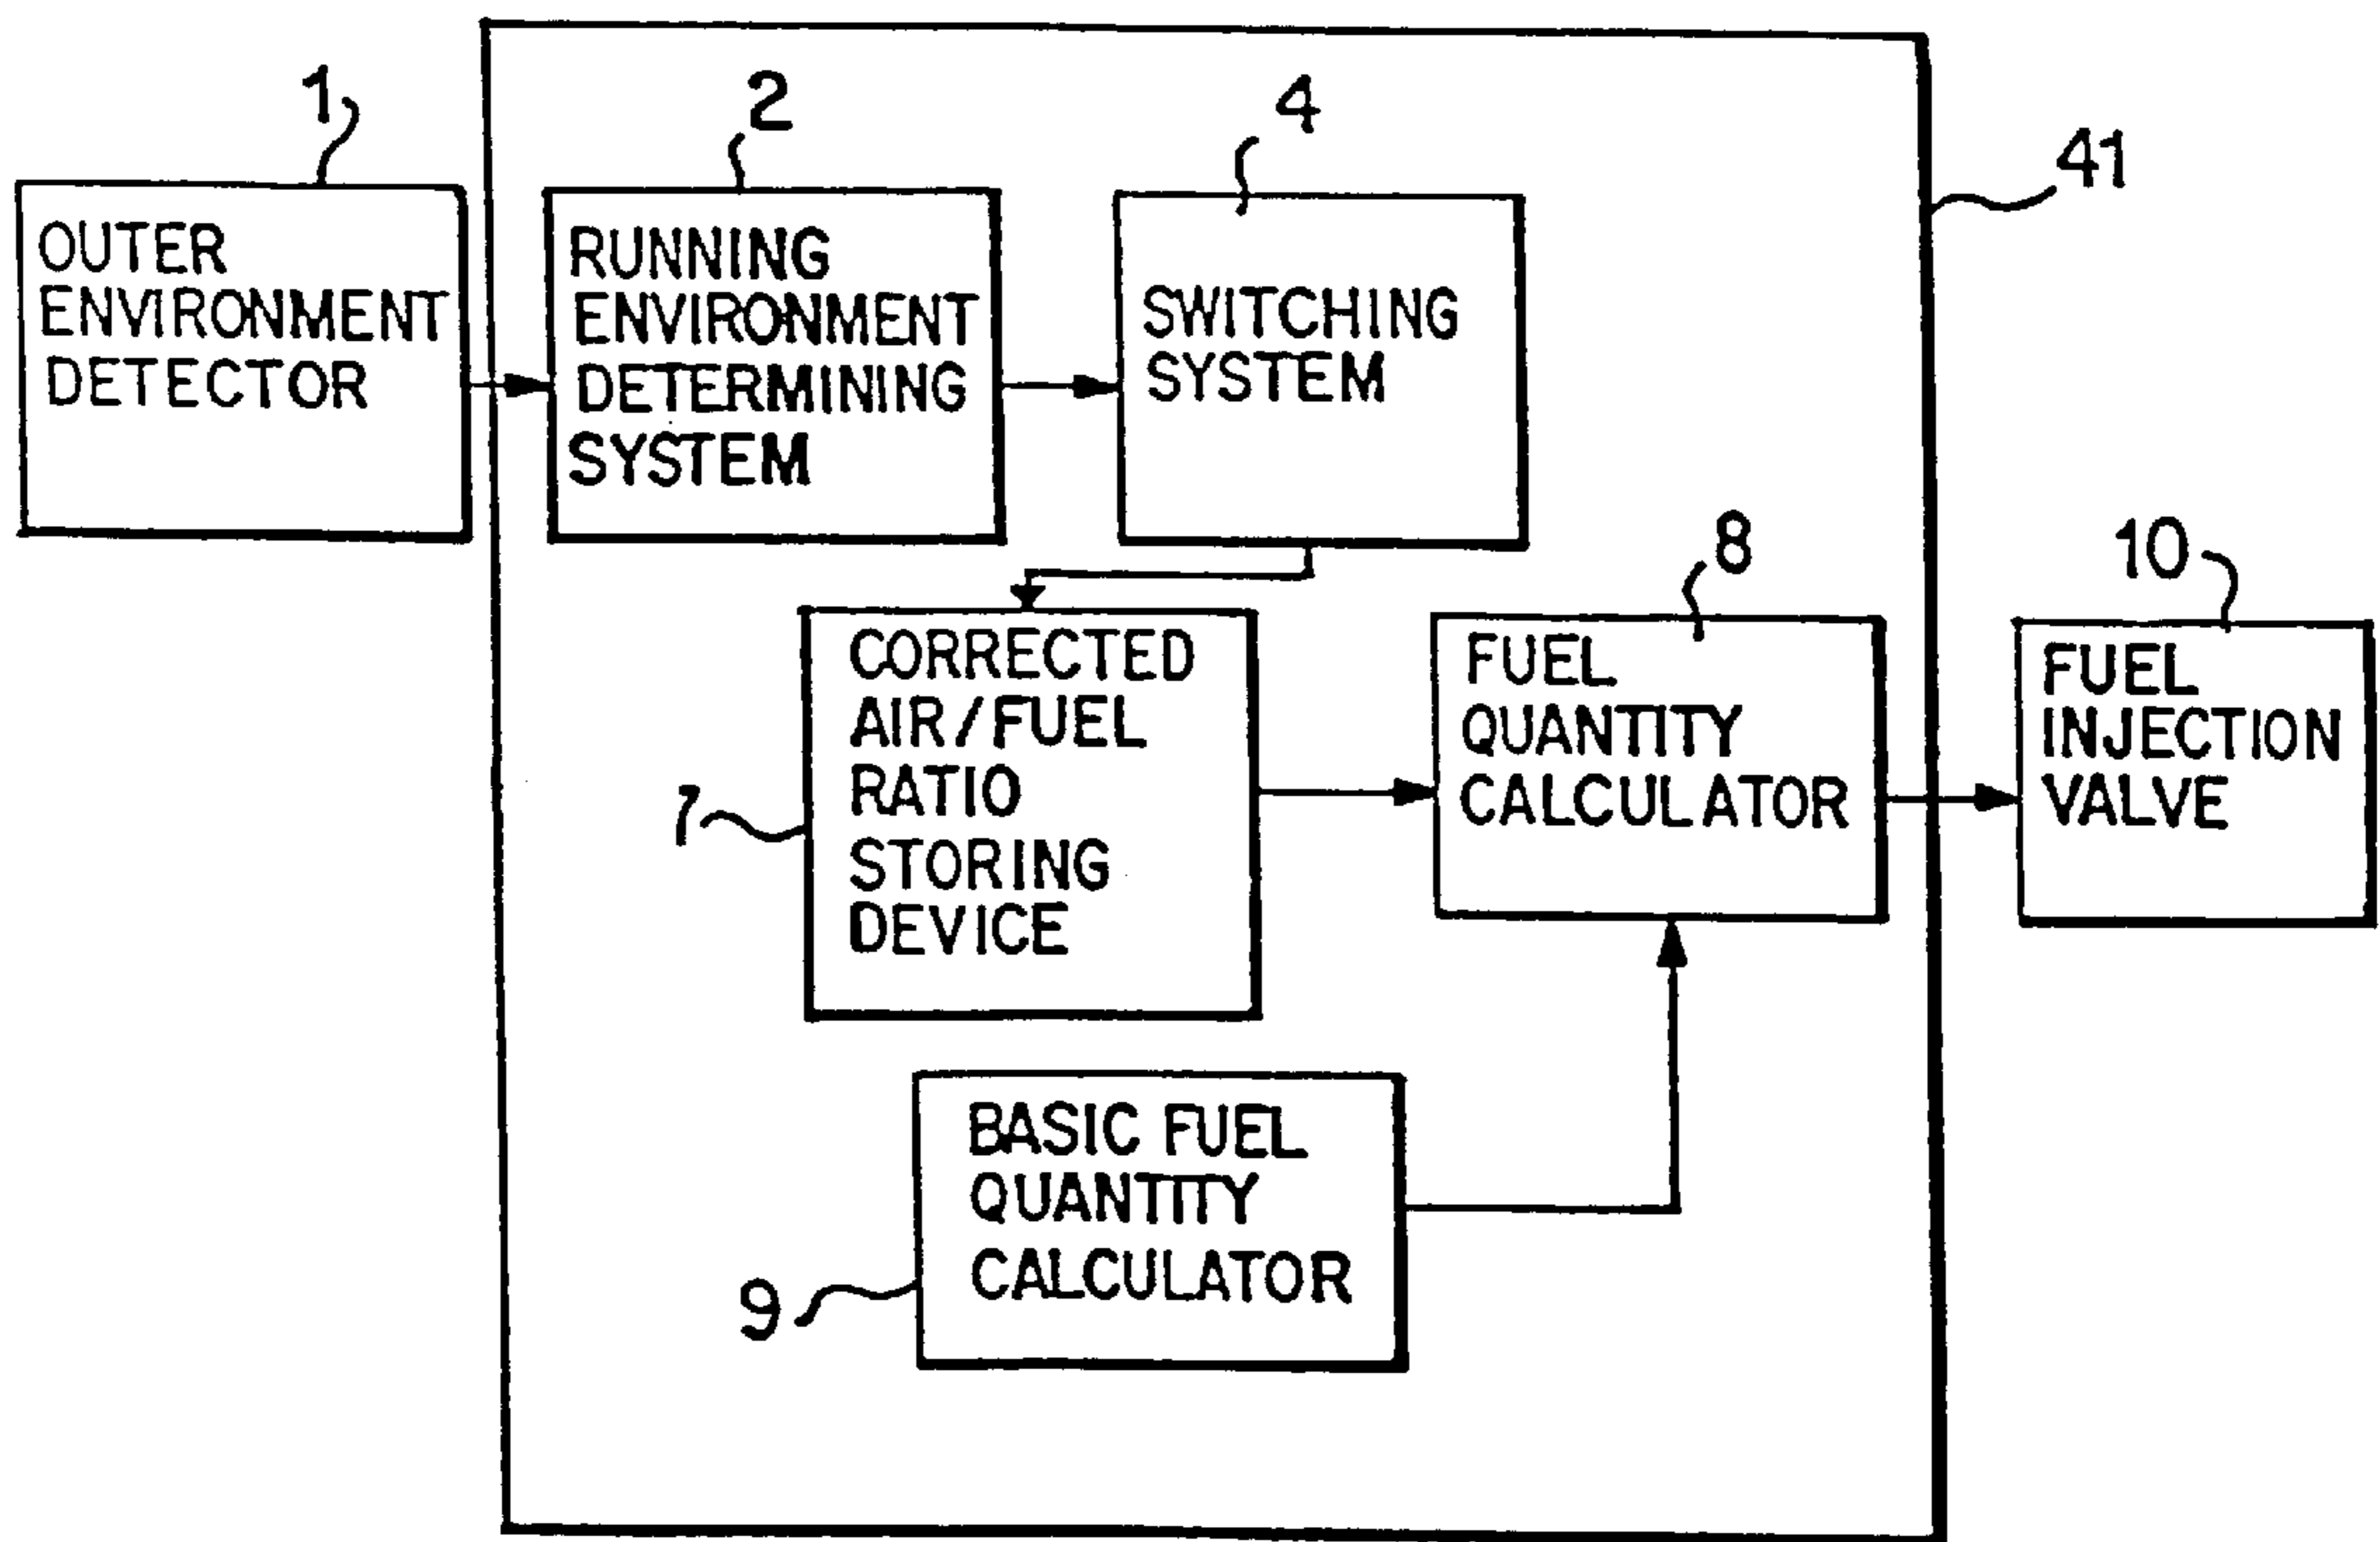 1
2
4
41
OUTER
ENVIRONMENT
DETECTOR
RUNNING
ENVIRONMENT
DETERMINING
SYSTEM
SWITCHING
SYSTEM
8
10
CORRECTED
AIR/FUEL
RATIO
STORING
DEVICE
7
FUEL
QUANTITY
CALCULATOR
FUEL
INJECTION
VALVE
BASIC FUEL
QUANTITY
CALCULATOR
9